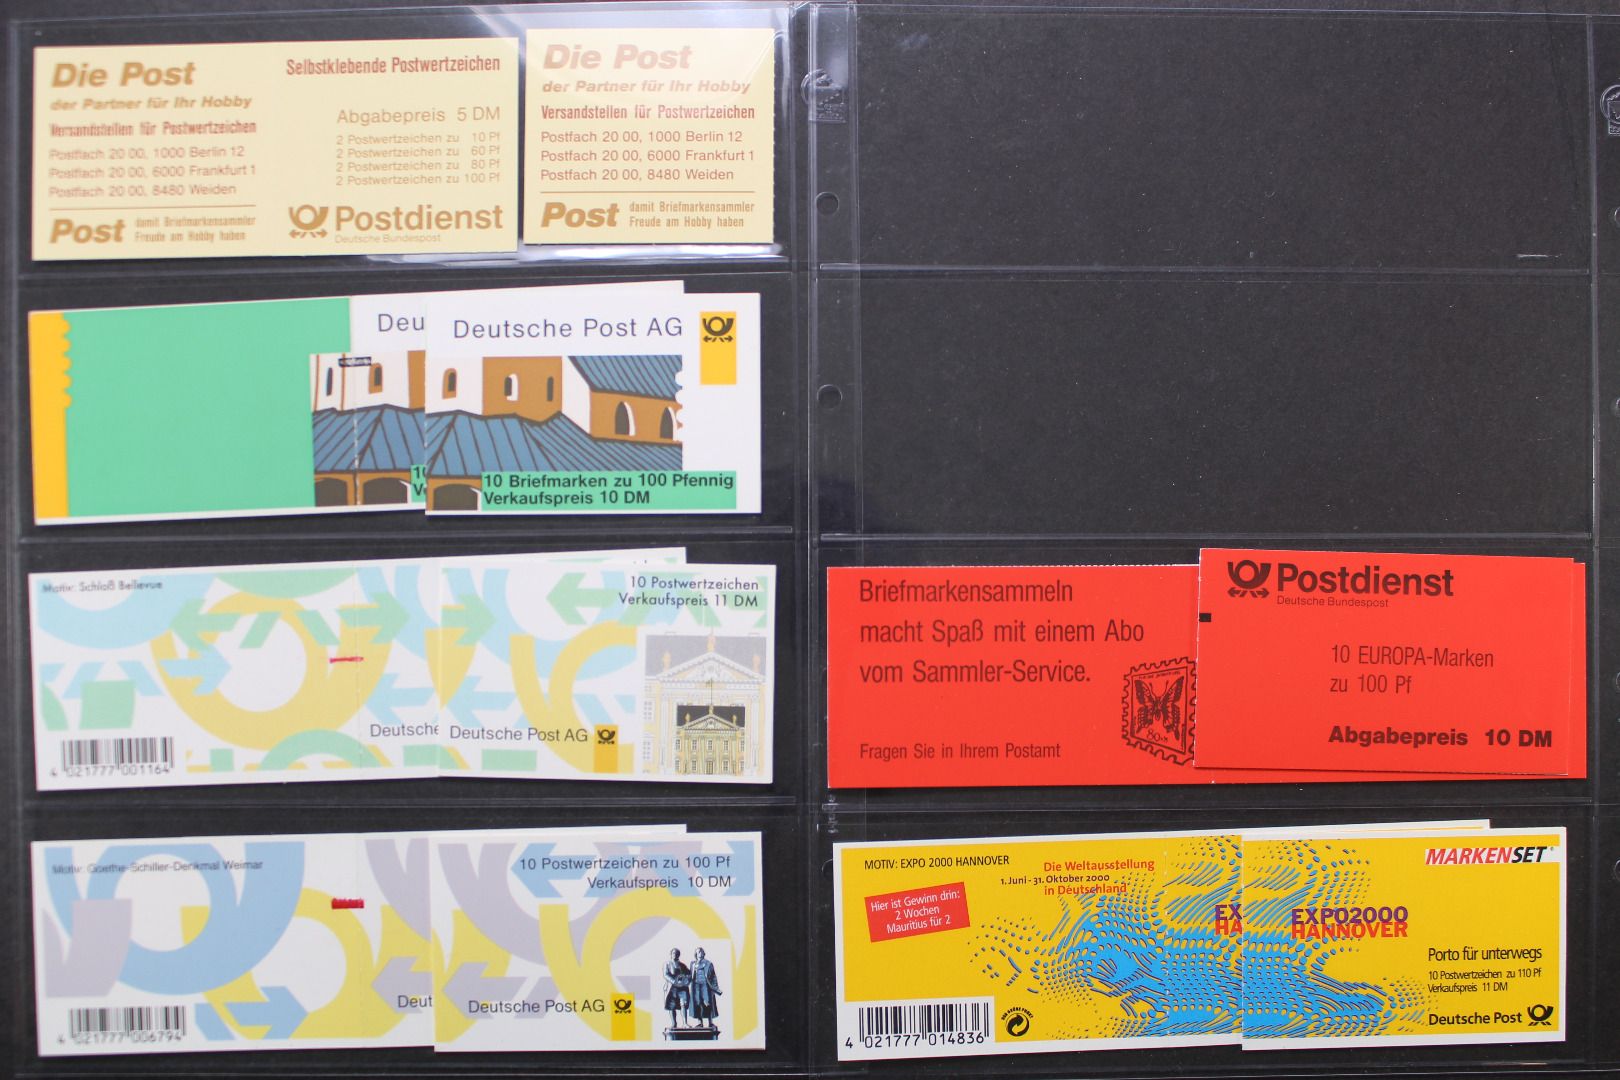 Die Post
der Partner für Ihr Hobby
Versandstellen für Postwertzeichen
Postfach 20 00, 1000 Berlin 12
Postfach 20 00, 6000 Frankfurt 1
Postfach 20 00, 8480 Weiden
Post damit Briefmarkensammler
Freude am Hobby haben
Selbstklebende Postwertzeichen
Abgabepreis 5 DM
2 Postwertzeichen zu 10 Pf
2 Postwertzeichen zu 60 Pf
2 Postwertzeichen zu 80 Pf
2 Postwertzeichen zu 100 Pf
Postdienst
Deutsche Bundespost
Die Post
der Partner für Ihr Hobby
Versandstellen für Postwertzeichen
Postfach 20 00, 1000 Berlin 12
Postfach 20 00, 6000 Frankfurt 1
Postfach 20 00, 8480 Weiden
Post damit Briefmarkensammler
Freude am Hobby haben
Deu
10
V
Deutsche Post AG
10 Briefmarken zu 100 Pfennig
Verkaufspreis 10 DM
Motiv: Schloß Bellevue
4 021777 001164
Deutsche
10 Postwertzeichen
Verkaufspreis 11 DM
Deutsche Post AG
Motiv: Goethe-Schiller-Denkmal Weimar
4 021777 006794
Deut
10 Postwertzeichen zu 100 Pf
Verkaufspreis 10 DM
Deutsche Post AG
Briefmarkensammeln
macht Spaß mit einem Abo
vom Sammler-Service.
Fragen Sie in Ihrem Postamt
80
Postdienst
Deutsche Bundespost
10 EUROPA-Marken
zu 100 Pf
Abgabepreis 10 DM
MOTIV: EXPO 2000 HANNOVER
Die Weltausstellung
1. Juni - 31. Oktober 2000
in Deutschland
Hier ist Gewinn drin:
2 Wochen
Mauritius für 2
EX
HA
4 021777 014836
MARKENSET
EXPO2000
HANNOVER
Porto für unterwegs
10 Postwertzeichen zu 110 Pf
Verkaufspreis 11 DM
Deutsche Post